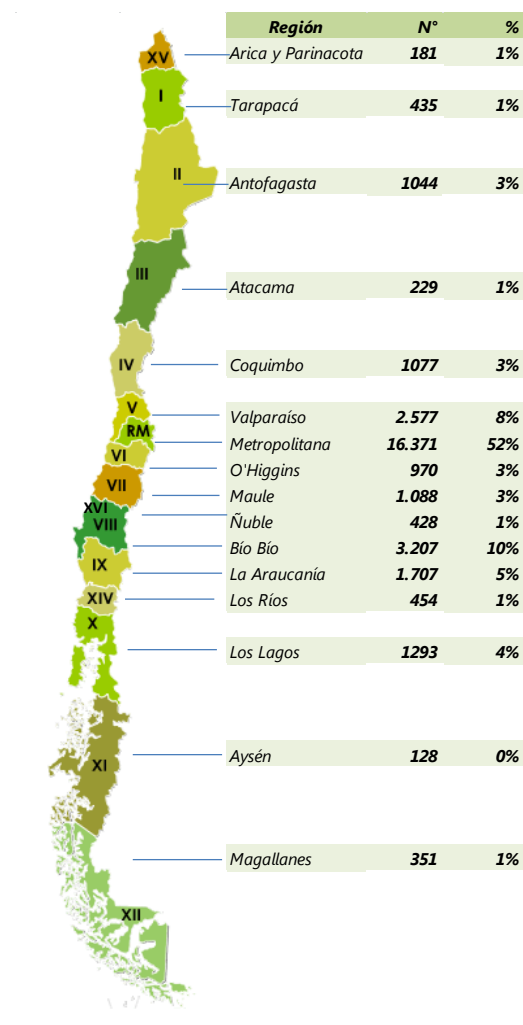 Región N° %
XV Arica y Parinacota 181 1%
I
Tarapacá 435 1%
II
Antofagasta 1044 3%
III
Atacama 229 1%
IV Coquimbo 1077 3%
V
Valparaíso 2.577 8%
RM
Metropolitana 16.371 52%
VI
O'Higgins 970 3%
VII
Maule 1.088 3%
XVI
Ñuble 428 1%
VIII
Bío Bío 3.207 10%
IX
La Araucanía 1.707 5%
XIV Los Ríos 454 1%
X
Los Lagos 1293 4%
Aysén 128 0%
XI
Magallanes 351 1%
XII